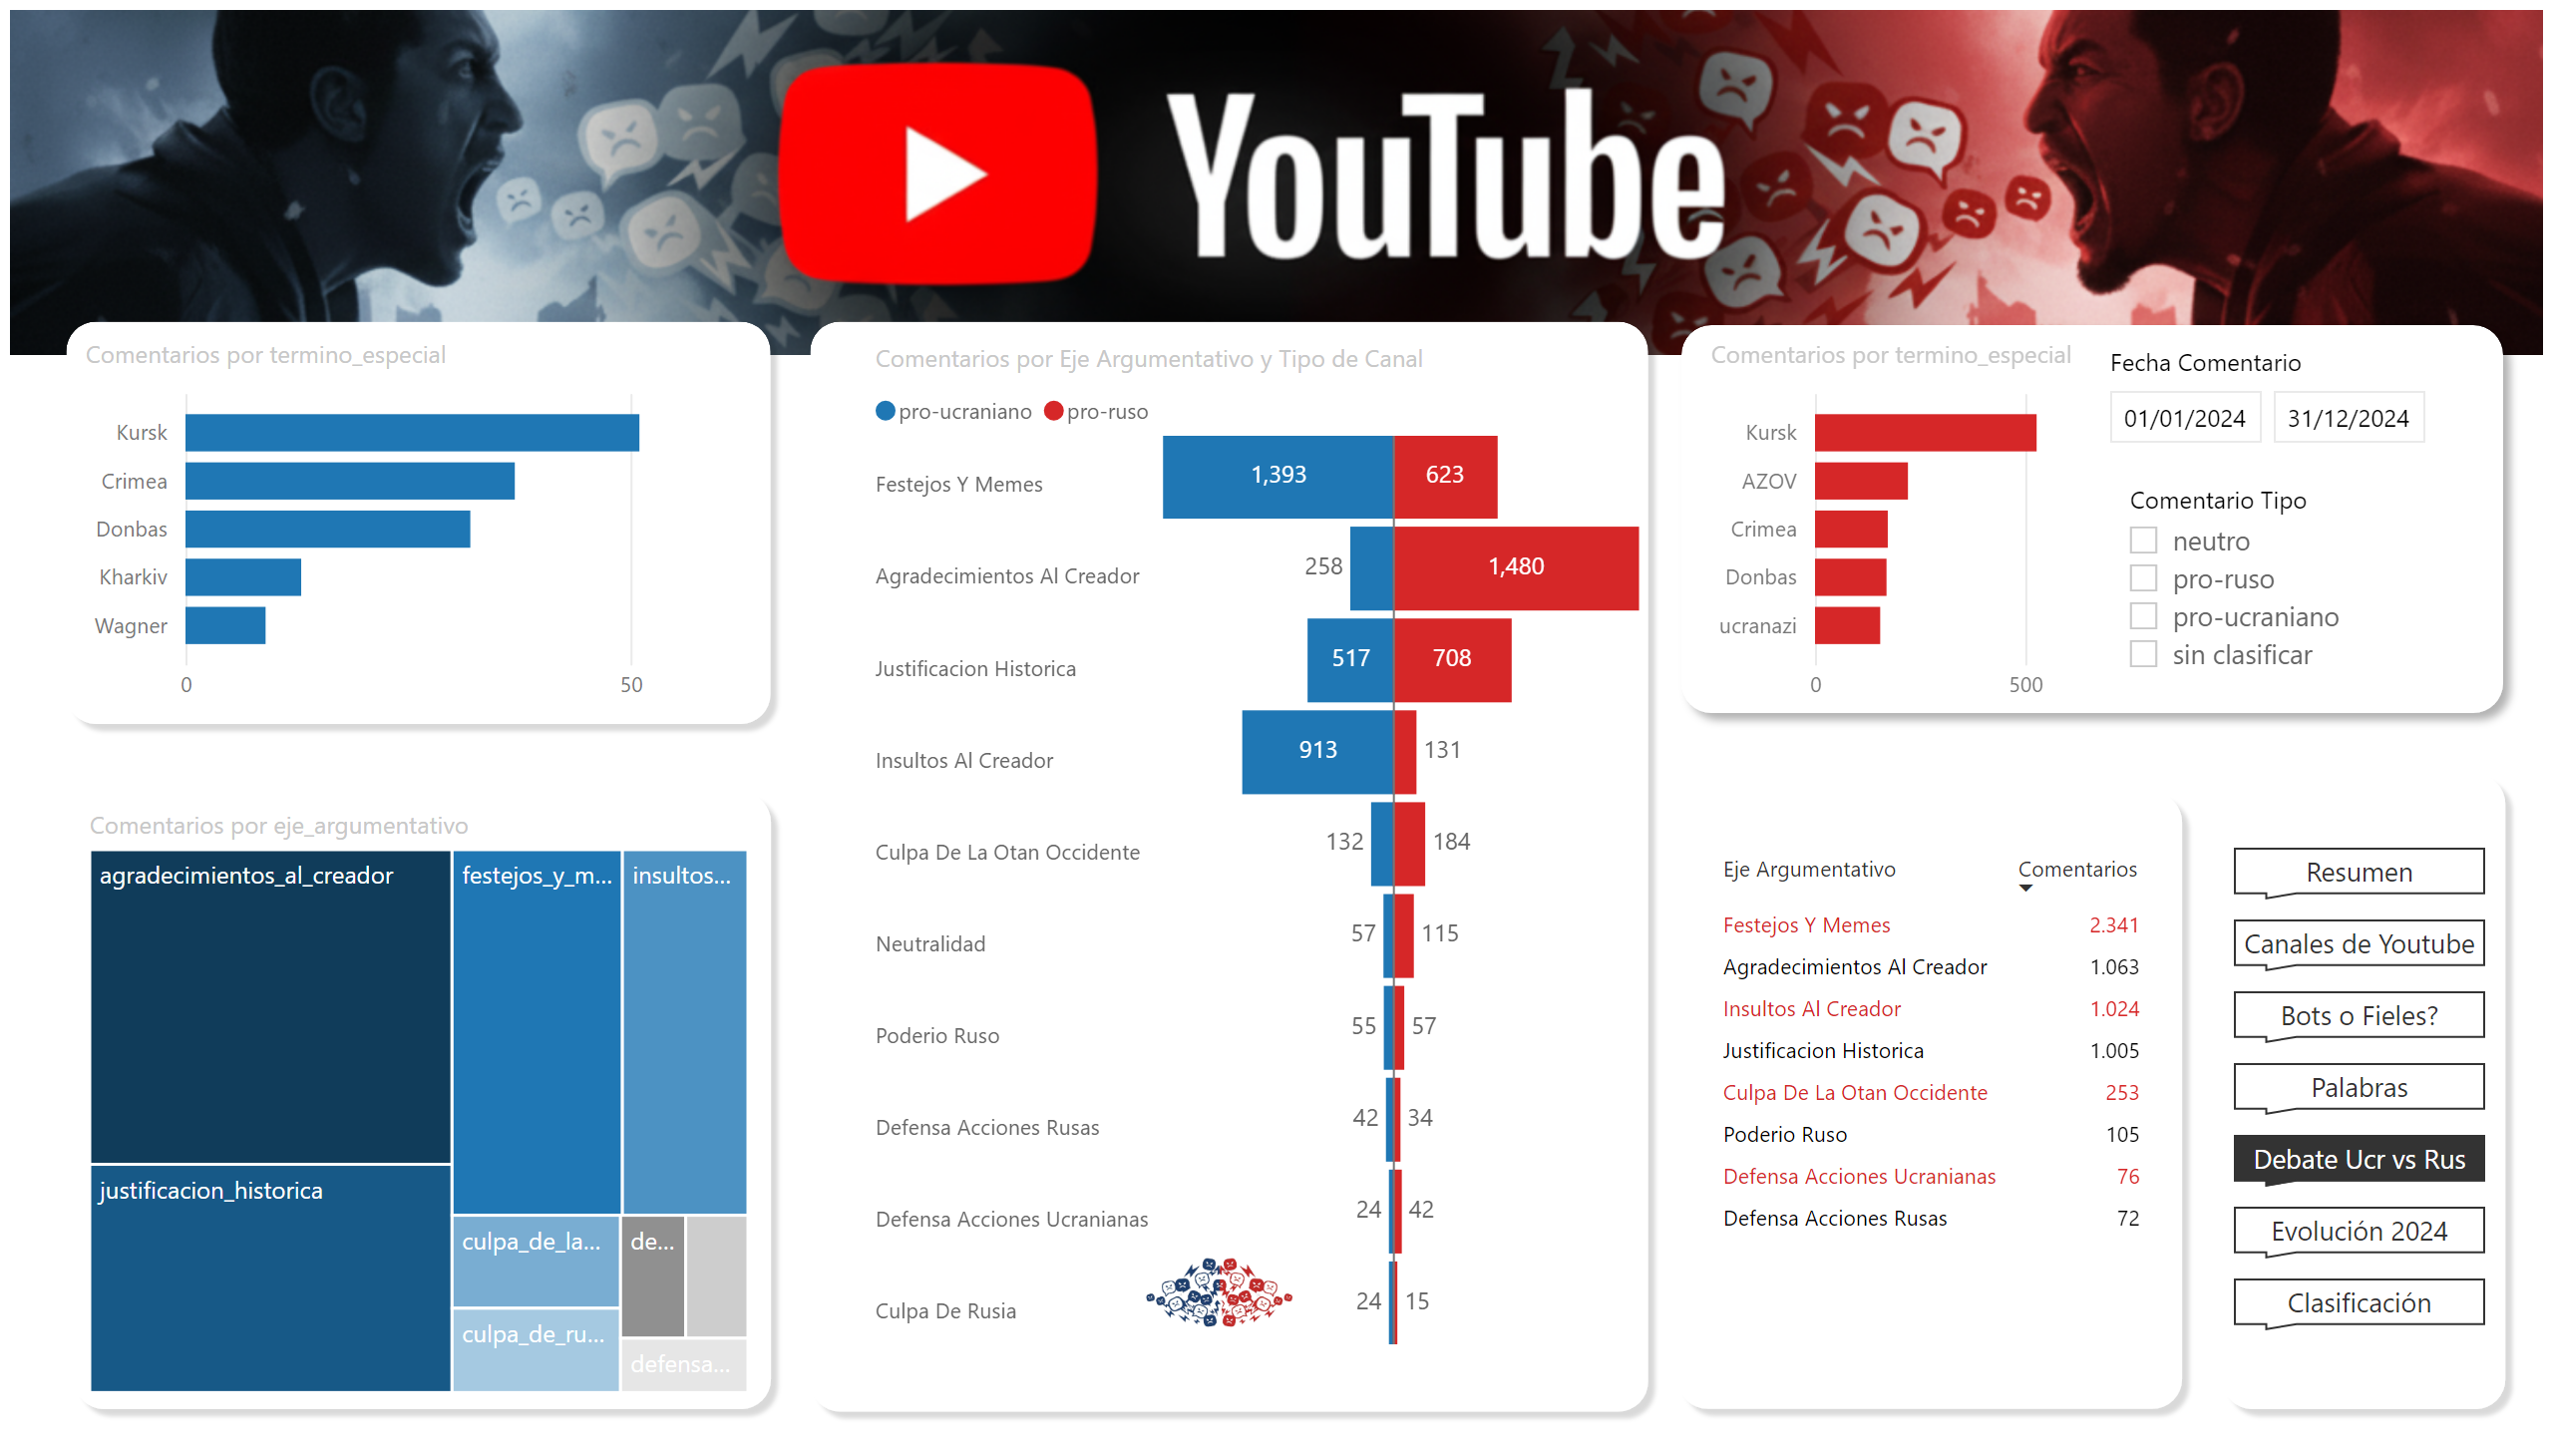 YouTube
Comentarios por termino_especial
Kursk
Crimea
Donbas
Kharkiv
Wagner
0 50
Comentarios por eje_argumentativo
agradecimientos_al_creador
festejos_y_m...
insultos...
justificacion_historica
culpa_de_la...
de...
culpa_de_ru...
defensa...
Comentarios por Eje Argumentativo y Tipo de Canal
pro-ucraniano pro-ruso
Festejos Y Memes 1,393 623
Agradecimientos Al Creador 258 1,480
Justificacion Historica 517 708
Insultos Al Creador 913 131
Culpa De La Otan Occidente 132 184
Neutralidad 57 115
Poderio Ruso 55 57
Defensa Acciones Rusas 42 34
Defensa Acciones Ucranianas 24 42
Culpa De Rusia 24 15
Comentarios por termino_especial
Kursk
AZOV
Crimea
Donbas
ucranazi
0 500
Fecha Comentario
01/01/2024 31/12/2024
Comentario Tipo
neutro
pro-ruso
pro-ucraniano
sin clasificar
Eje Argumentativo Comentarios
Festejos Y Memes 2.341
Agradecimientos Al Creador 1.063
Insultos Al Creador 1.024
Justificacion Historica 1.005
Culpa De La Otan Occidente 253
Poderio Ruso 105
Defensa Acciones Ucranianas 76
Defensa Acciones Rusas 72
Resumen
Canales de Youtube
Bots o Fieles?
Palabras
Debate Ucr vs Rus
Evolución 2024
Clasificación